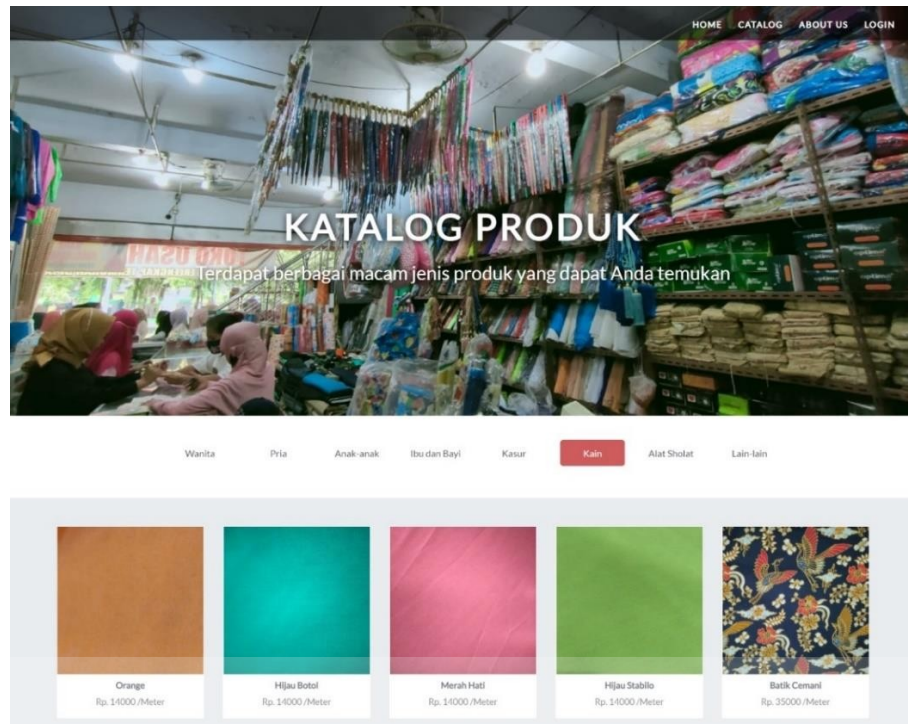 HOME CATALOG ABOUT US LOGIN
KATALOG PRODUK
Terdapat berbagai macam jenis produk yang dapat Anda temukan
Wanita Pria Anak-anak Ibu dan Bayi Kasur Kain Alat Sholat Lain-lain
Orange Hijau Botol Merah Hati Hijau Stabilo Batik Cemani
Rp. 14000 /Meter Rp. 14000 /Meter Rp. 14000 /Meter Rp. 14000 /Meter Rp. 35000 /Meter